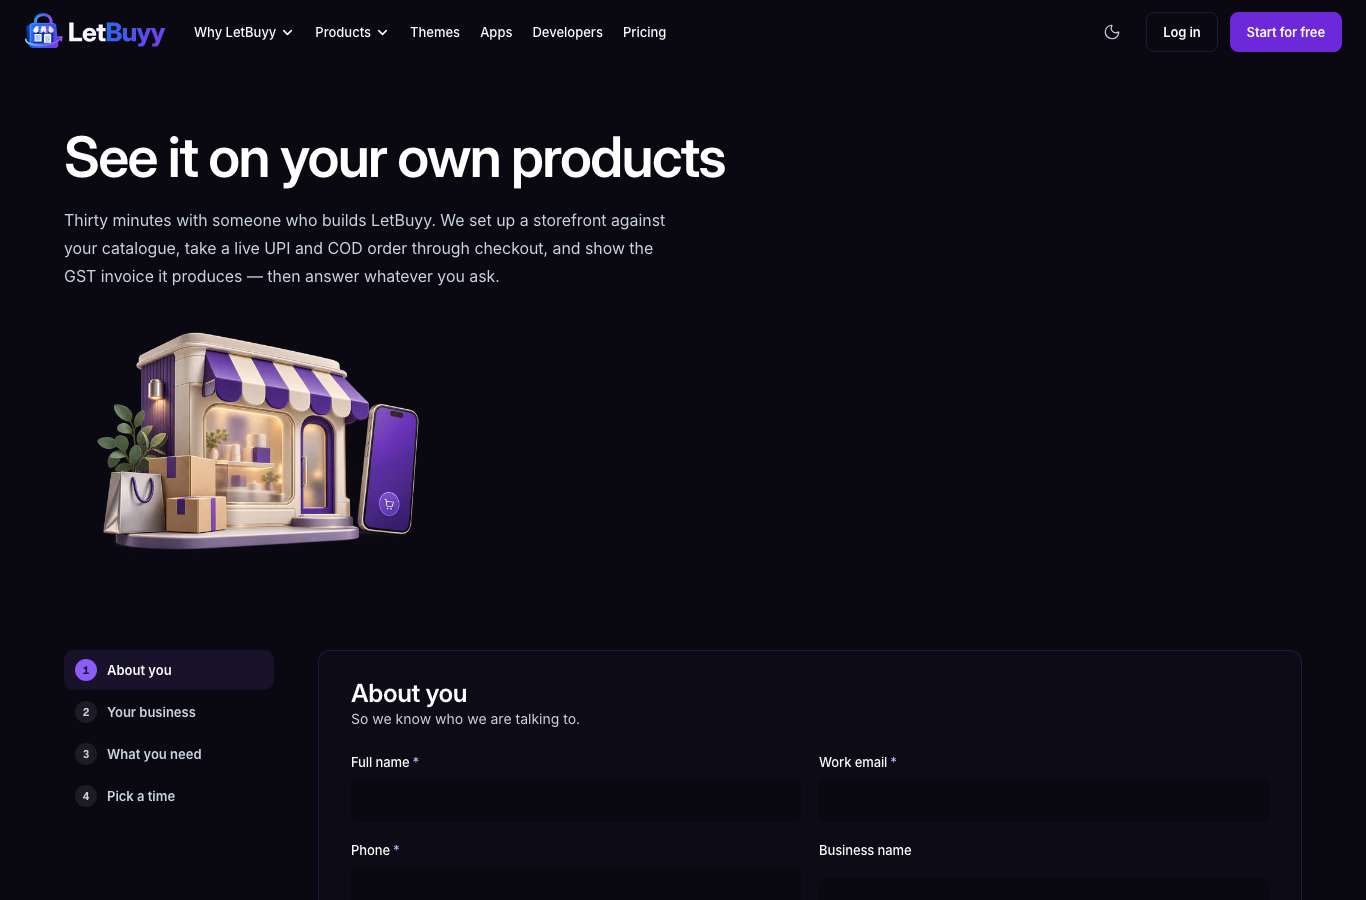 LetBuyy
Why LetBuyy
Products
Themes
Apps
Developers
Pricing
Log in
Start for free
See it on your own products
Thirty minutes with someone who builds LetBuyy. We set up a storefront against
your catalogue, take a live UPI and COD order through checkout, and show the
GST invoice it produces — then answer whatever you ask.
1 About you
2 Your business
3 What you need
4 Pick a time
About you
So we know who we are talking to.
Full name *
Work email *
Phone *
Business name